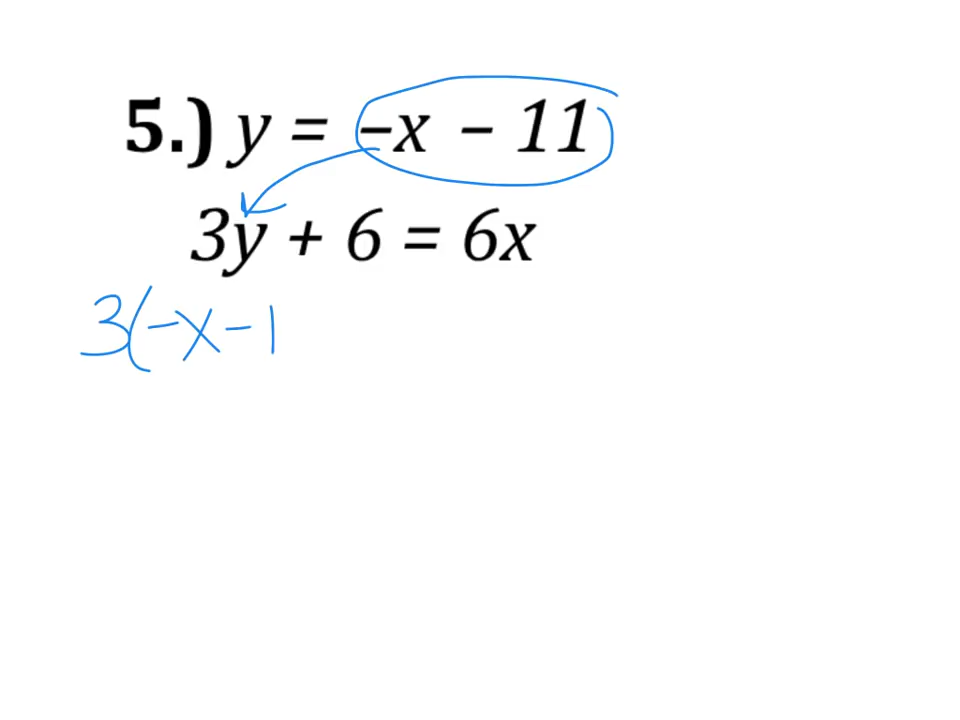 5.) y = –x – 11
3y + 6 = 6x
3(-x-1